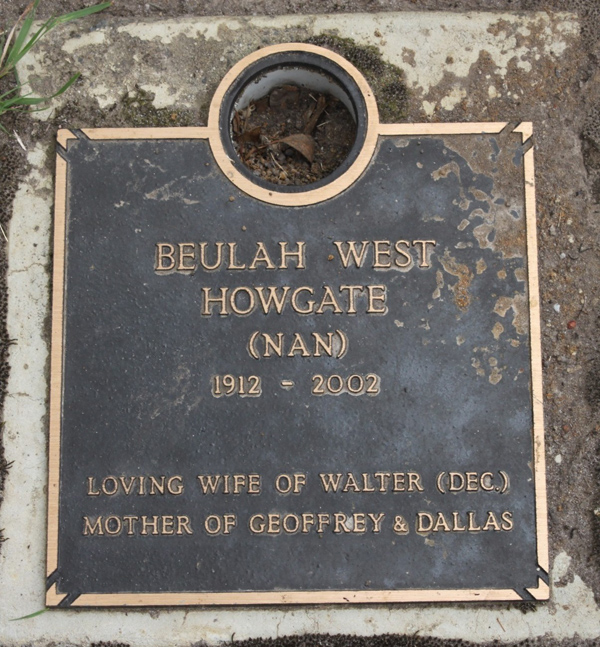 BEULAH WEST
HOWGATE
(NAN)
1912 - 2002
LOVING WIFE OF WALTER (DEC.)
MOTHER OF GEOFFREY & DALLAS